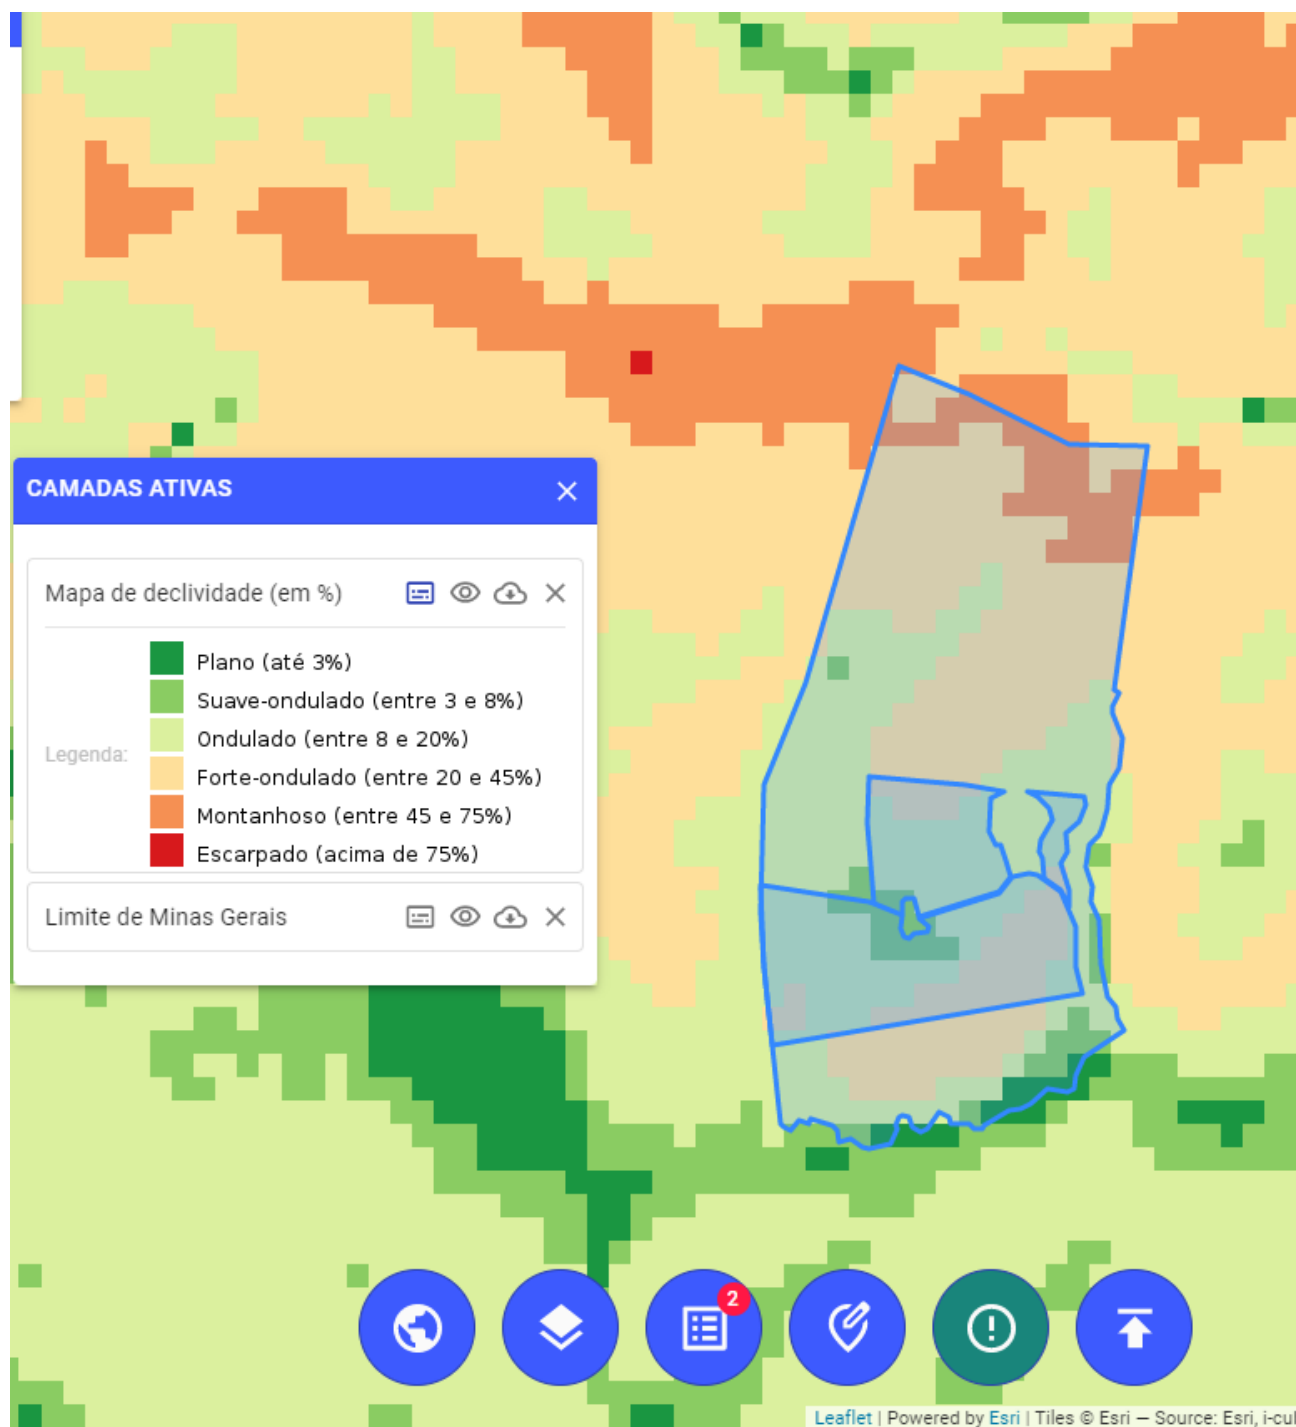 CAMADAS ATIVAS
Mapa de declividade (em %)
Legenda:
Plano (até 3%)
Suave-ondulado (entre 3 e 8%)
Ondulado (entre 8 e 20%)
Forte-ondulado (entre 20 e 45%)
Montanhoso (entre 45 e 75%)
Escarpado (acima de 75%)
Limite de Minas Gerais
2
Leaflet | Powered by Esri | Tiles © Esri — Source: Esri, i-cul